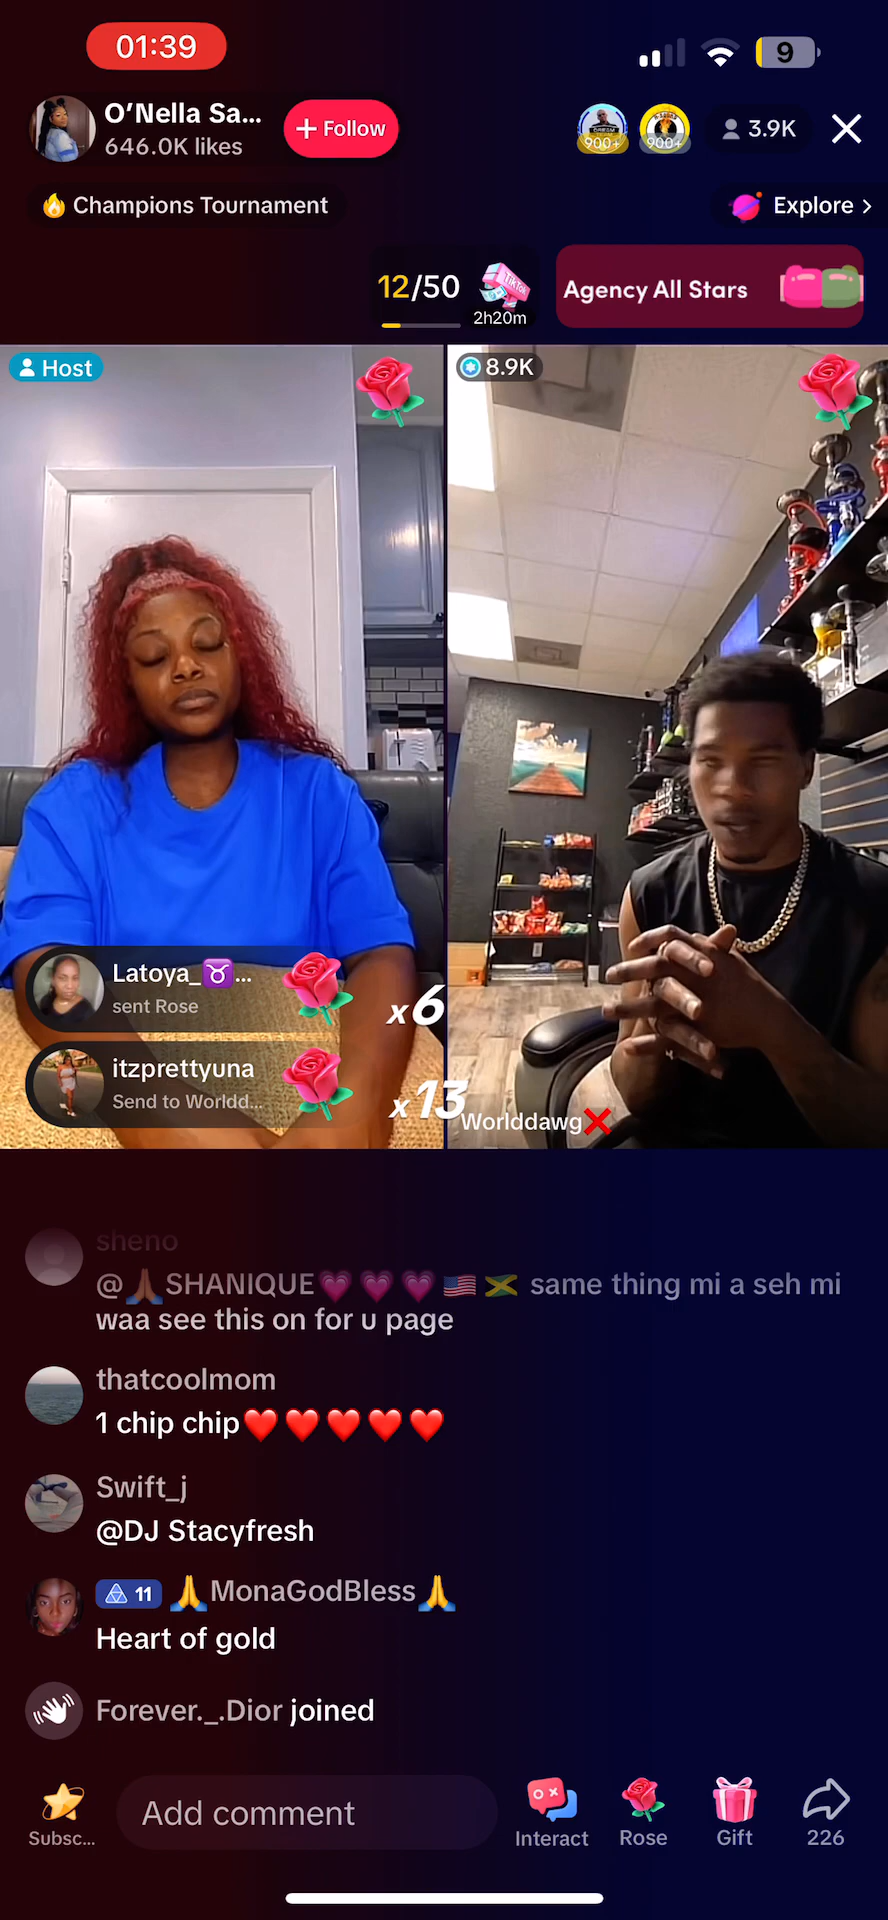 01:39
9
O’Nella Sa...
646.0K likes
+ Follow
900+
900+
3.9K
🔥 Champions Tournament
Explore >
12/50
TikTok
2h20m
Agency All Stars
Host
8.9K
Latoya_♉...
sent Rose
x6
itzprettyuna
Send to Worldd...
x13
Worlddawg❌
sheno
@🙏🏾SHANIQUE💗💗💗🇺🇸🇯🇲 same thing mi a seh mi
waa see this on for u page
thatcoolmom
1 chip chip❤️❤️❤️❤️❤️
Swift_j
@DJ Stacyfresh
11 🙏MonaGodBless🙏
Heart of gold
Forever._.Dior joined
Subsc...
Add comment
Interact
Rose
Gift
226